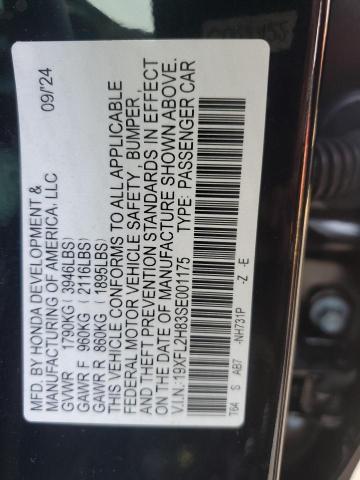 MFD. BY HONDA DEVELOPMENT &
MANUFACTURING OF AMERICA, LLC 09/'24
GVWR 1790KG ( 3946LBS)
GAWR F 960KG ( 2116LBS)
GAWR R 860KG ( 1895LBS)
THIS VEHICLE CONFORMS TO ALL APPLICABLE
FEDERAL MOTOR VEHICLE SAFETY, BUMPER,
AND THEFT PREVENTION STANDARDS IN EFFECT
ON THE DATE OF MANUFACTURE SHOWN ABOVE.
V.I.N.:19XFL2H83SE001175 TYPE: PASSENGER CAR
T64 S AB7 -NH731P -Z -E